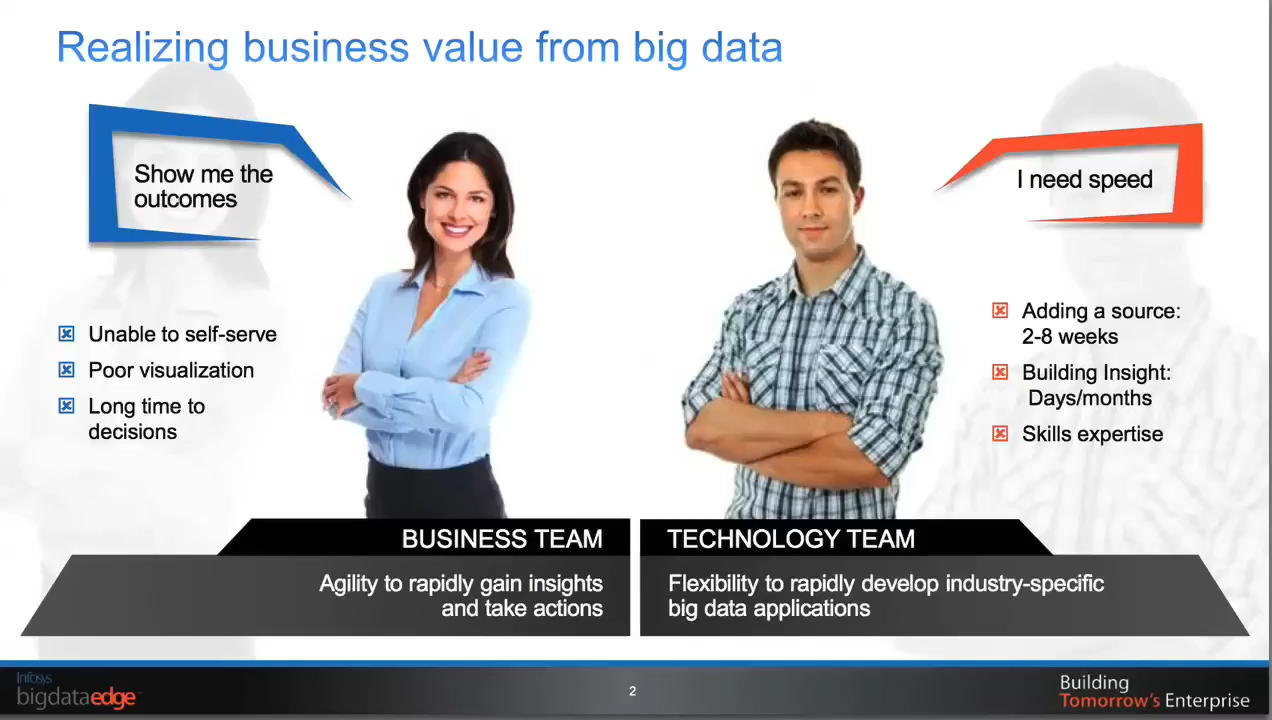 Realizing business value from big data
Show me the
outcomes
I need speed
Unable to self-serve
Poor visualization
Long time to
decisions
Adding a source:
2-8 weeks
Building Insight:
Days/months
Skills expertise
BUSINESS TEAM
Agility to rapidly gain insights
and take actions
TECHNOLOGY TEAM
Flexibility to rapidly develop industry-specific
big data applications
Infosys
bigdataedge
2
Building
Tomorrow's Enterprise